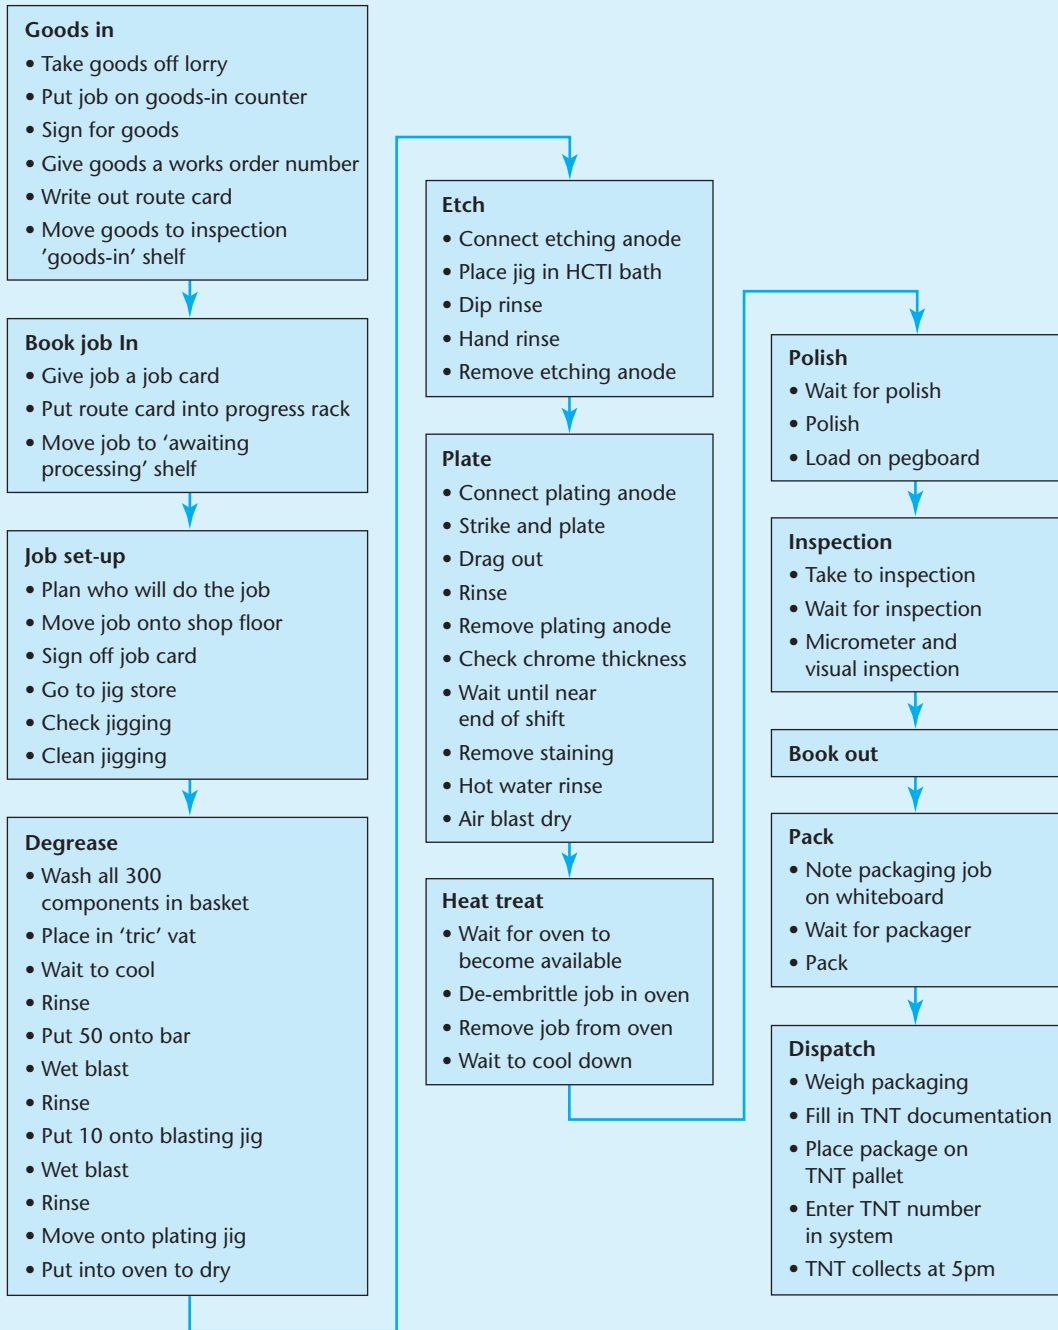 Goods in
• Take goods off lorry
• Put job on goods-in counter
• Sign for goods
• Give goods a works order number
• Write out route card
• Move goods to inspection
'goods-in' shelf
Book job In
• Give job a job card
• Put route card into progress rack
• Move job to 'awaiting
processing' shelf
Job set-up
• Plan who will do the job
• Move job onto shop floor
• Sign off job card
• Go to jig store
• Check jigging
• Clean jigging
Degrease
• Wash all 300
components in basket
• Place in 'tric' vat
• Wait to cool
• Rinse
• Put 50 onto bar
• Wet blast
• Rinse
• Put 10 onto blasting jig
• Wet blast
• Rinse
• Move onto plating jig
• Put into oven to dry
Etch
• Connect etching anode
• Place jig in HCTI bath
• Dip rinse
• Hand rinse
• Remove etching anode
Plate
• Connect plating anode
• Strike and plate
• Drag out
• Rinse
• Remove plating anode
• Check chrome thickness
• Wait until near
end of shift
• Remove staining
• Hot water rinse
• Air blast dry
Heat treat
• Wait for oven to
become available
• De-embrittle job in oven
• Remove job from oven
• Wait to cool down
Polish
• Wait for polish
• Polish
• Load on pegboard
Inspection
• Take to inspection
• Wait for inspection
• Micrometer and
visual inspection
Book out
Pack
• Note packaging job
on whiteboard
• Wait for packager
• Pack
Dispatch
• Weigh packaging
• Fill in TNT documentation
• Place package on
TNT pallet
• Enter TNT number
in system
• TNT collects at 5pm